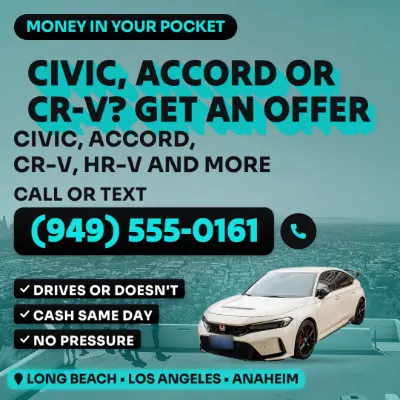 MONEY IN YOUR POCKET
CIVIC, ACCORD OR
CR-V? GET AN OFFER
CIVIC, ACCORD,
CR-V, HR-V AND MORE
CALL OR TEXT
(949) 555-0161
✓ DRIVES OR DOESN'T
✓ CASH SAME DAY
✓ NO PRESSURE
LONG BEACH • LOS ANGELES • ANAHEIM